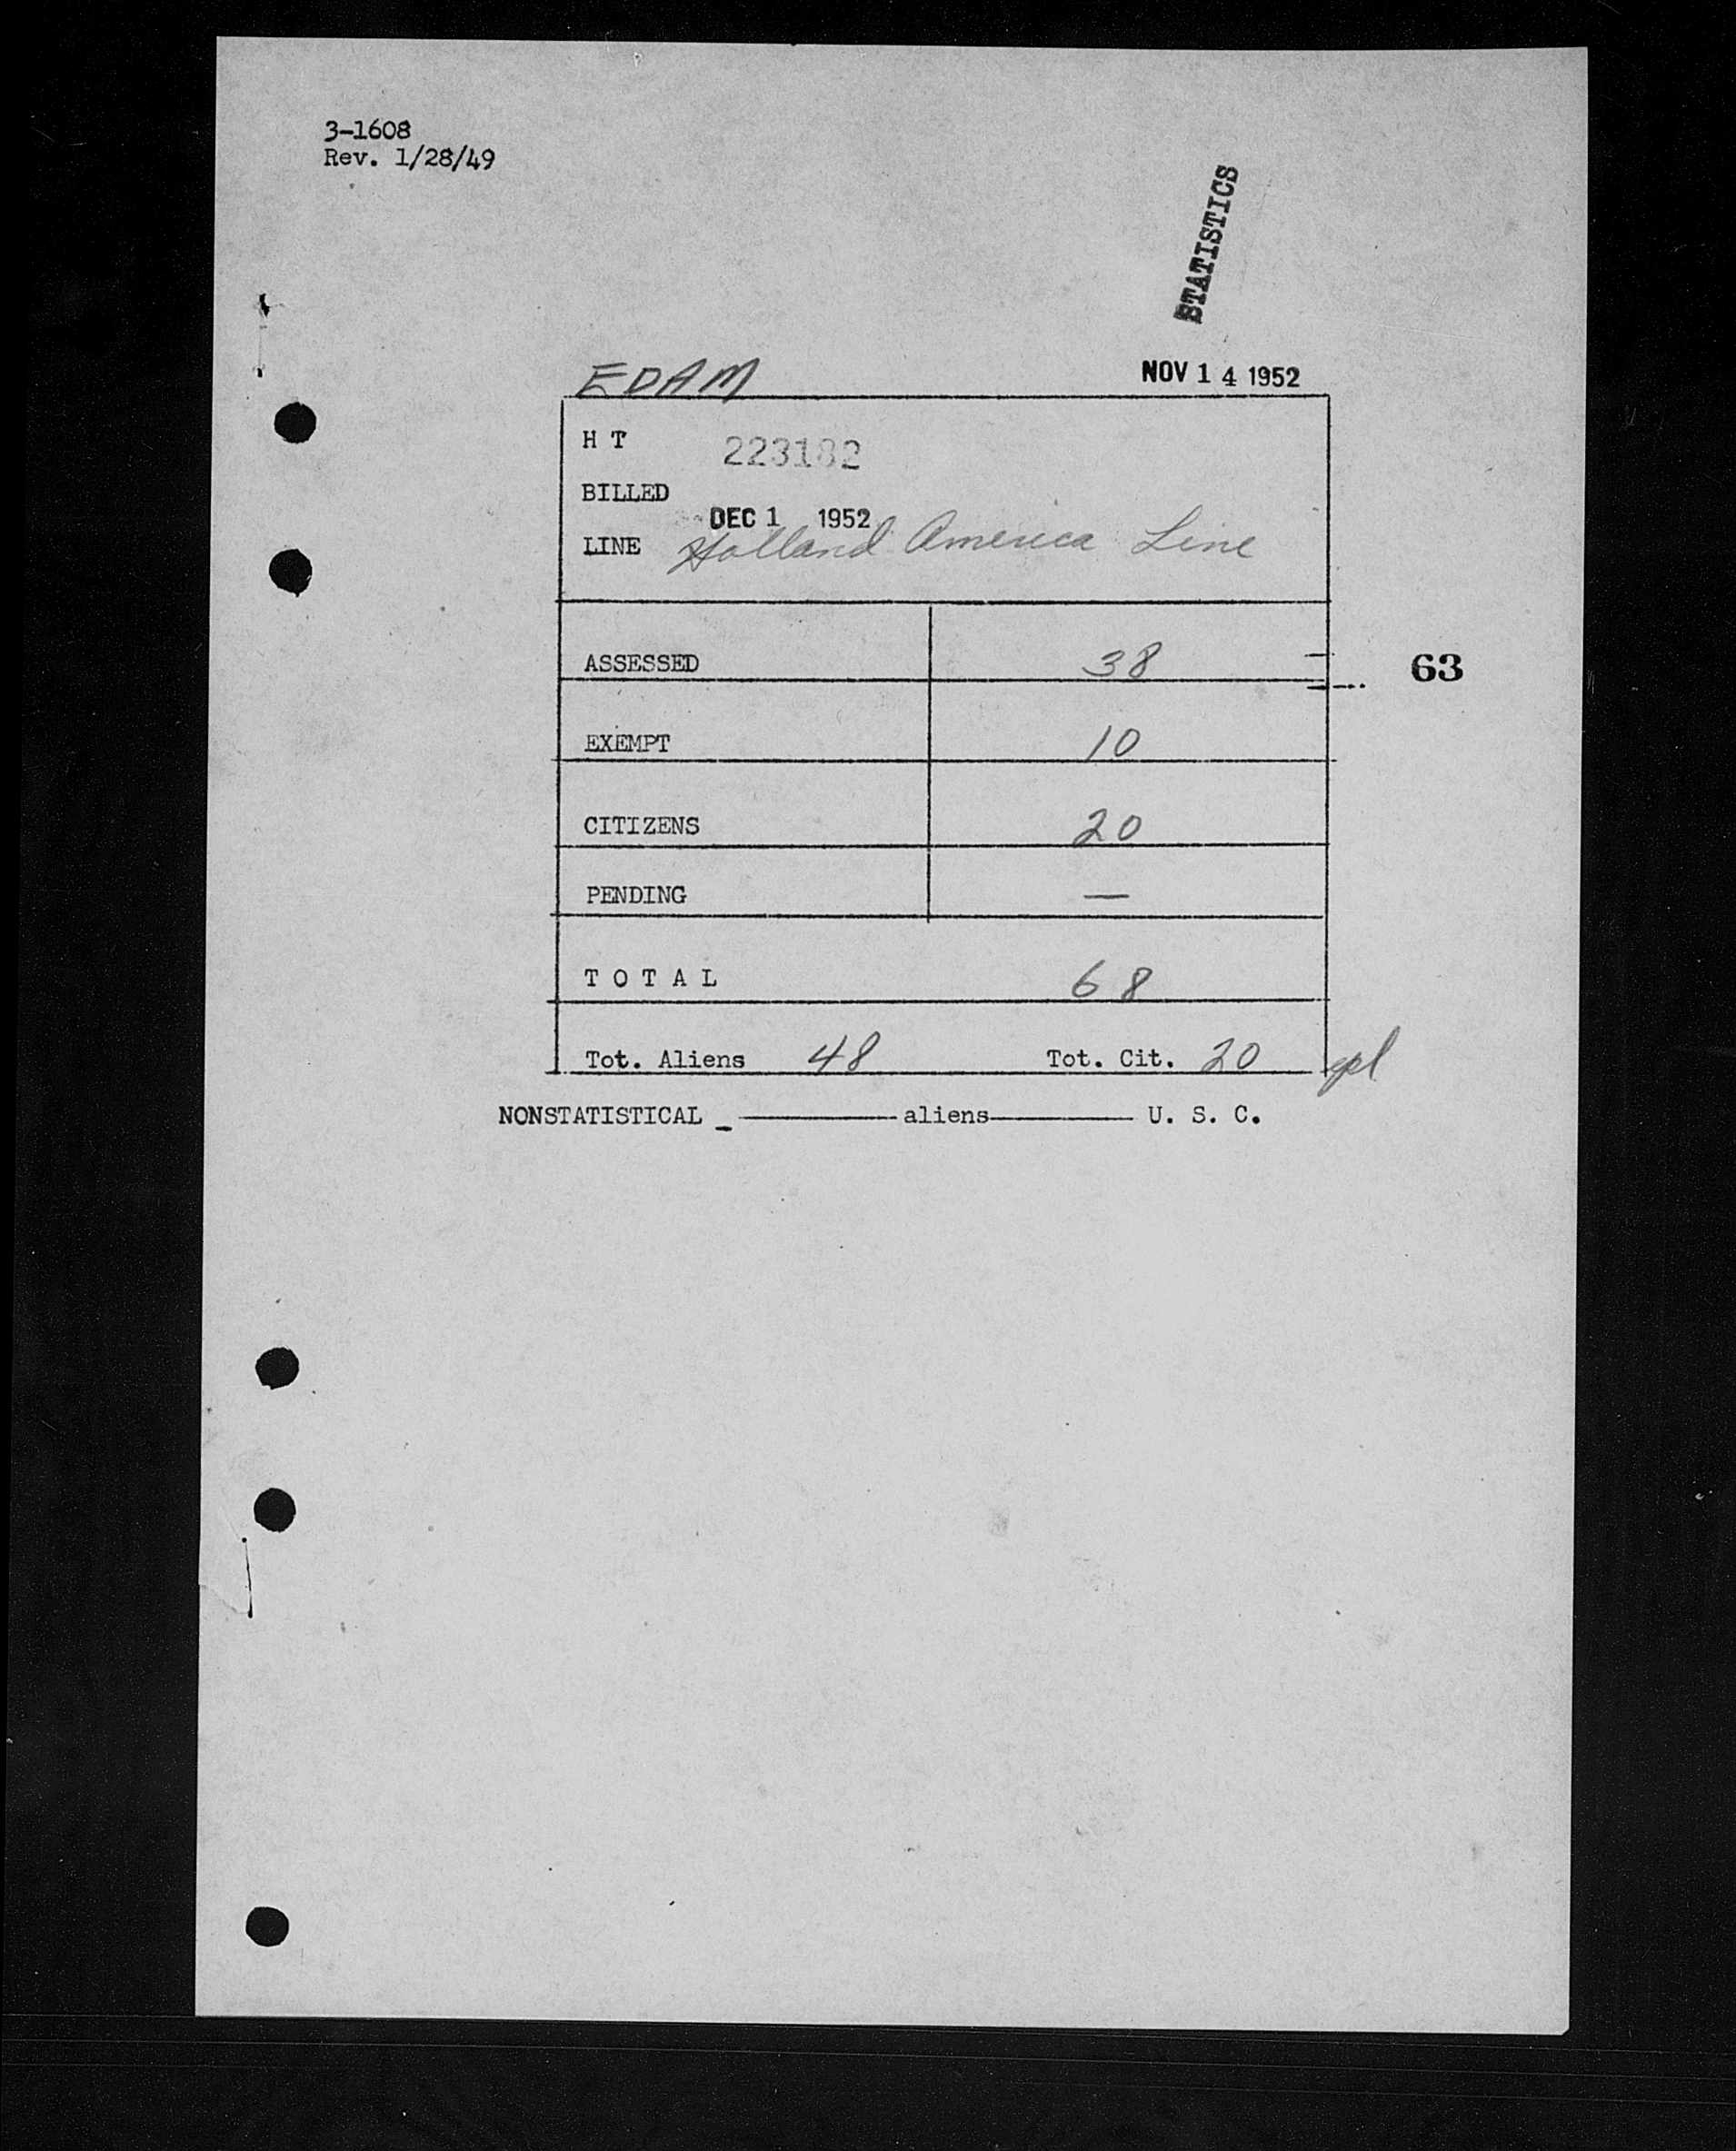 3-1608
Rev. 1/28/49
STATISTICS
EDAM NOV 14 1952
H T 223182
BILLED
DEC 1 1952
LINE Holland America Line
ASSESSED 38
63
EXEMPT 10
CITIZENS 20
PENDING —
T O T A L 68
Tot. Aliens 48 Tot. Cit. 20
NONSTATISTICAL _ ———— aliens ———— U. S. C.